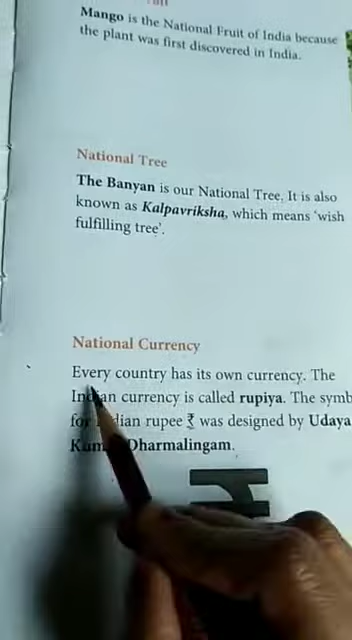 Mango is the National Fruit of India because
the plant was first discovered in India.
National Tree
The Banyan is our National Tree. It is also
known as Kalpavriksha, which means 'wish
fulfilling tree'.
National Currency
Every country has its own currency. The
Indian currency is called rupiya. The symb
for Indian rupee ₹ was designed by Udaya
Kum Dharmalingam.